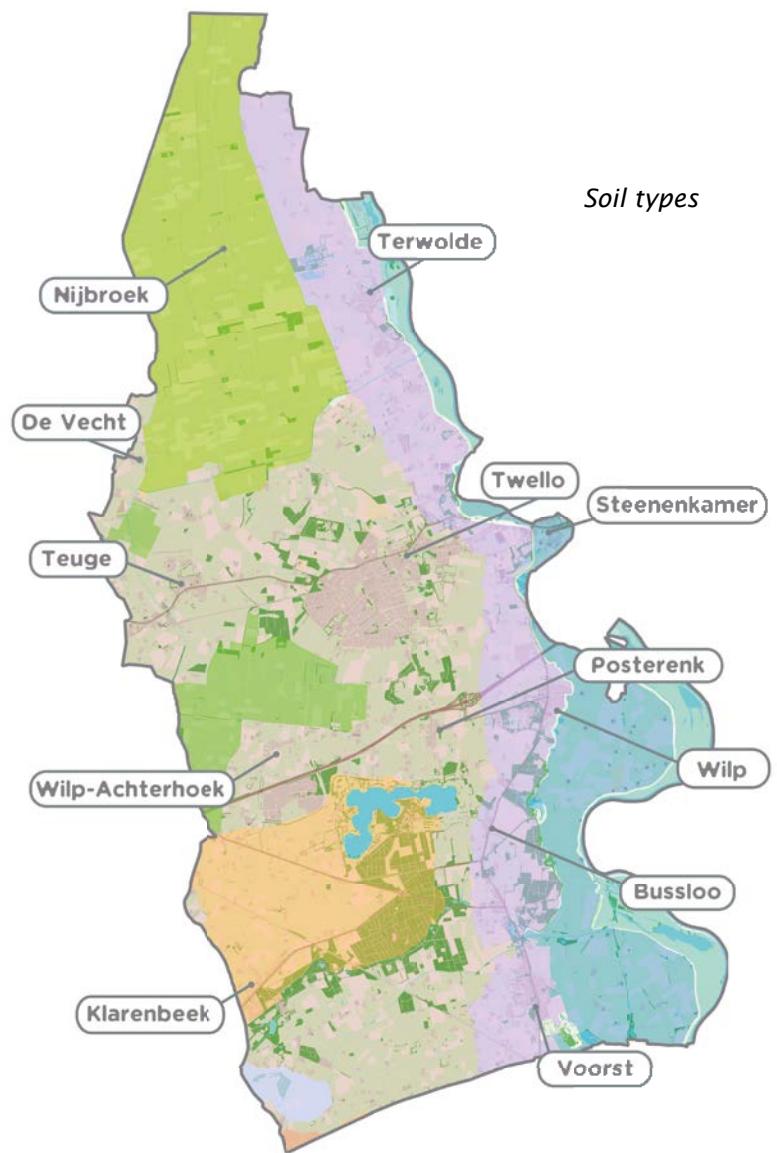 Soil types
Terwolde
Nijbroek
De Vecht
Twello
Steenenkamer
Teuge
Posterenk
Wilp
Wilp-Achterhoek
Bussloo
Klarenbeek
Voorst